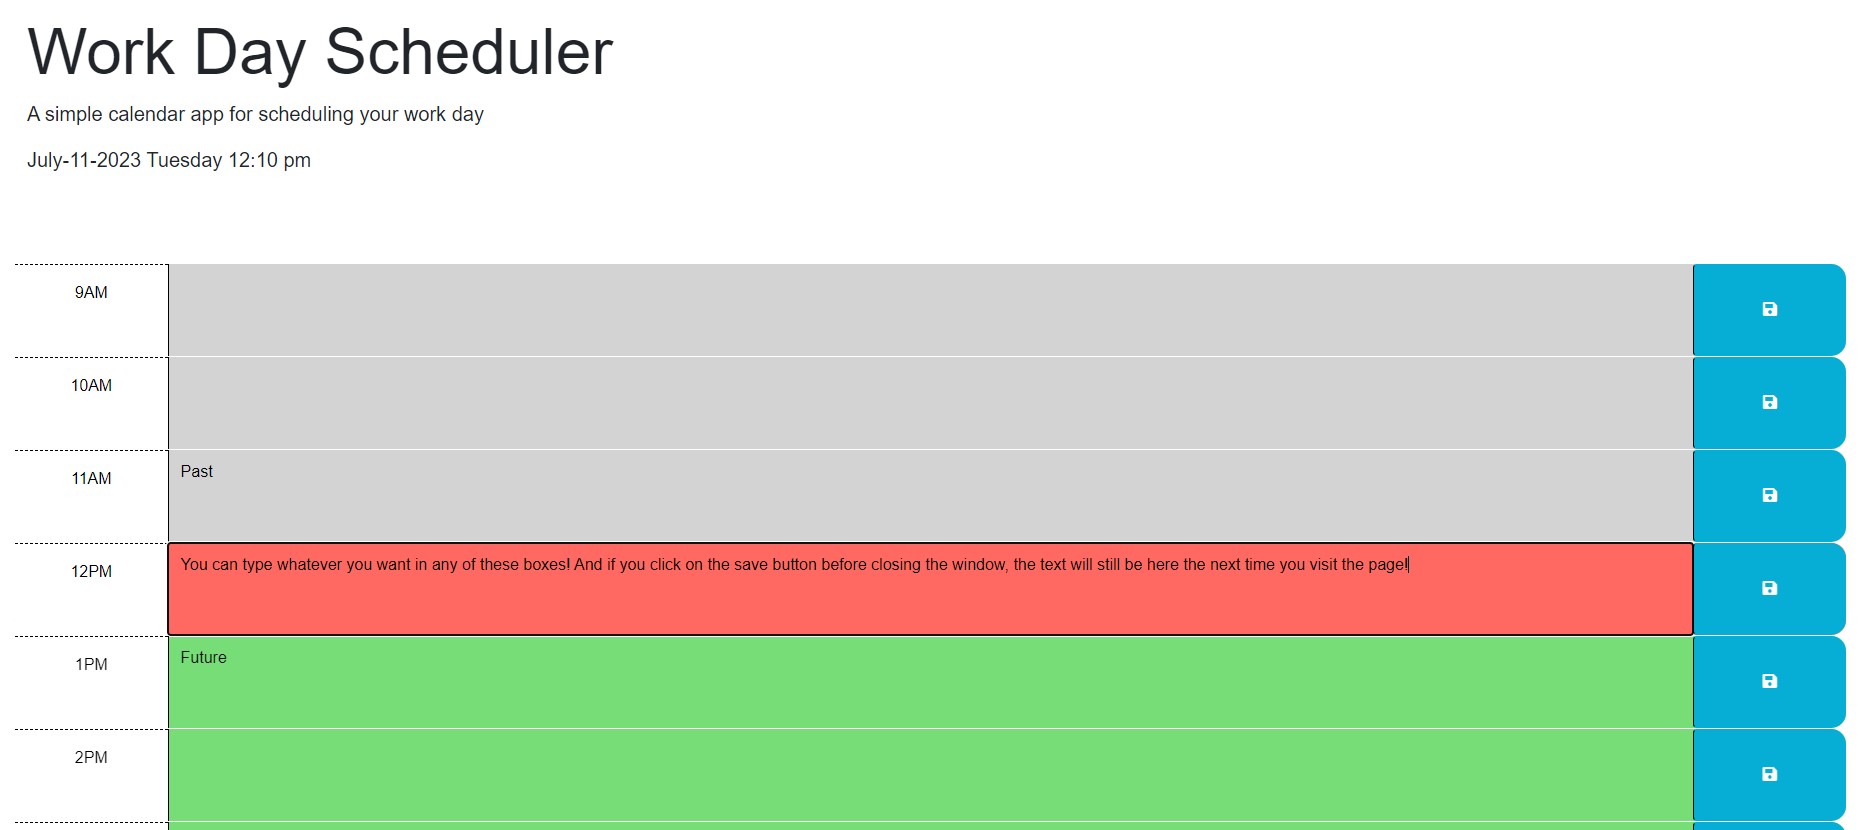 Work Day Scheduler
A simple calendar app for scheduling your work day
July-11-2023 Tuesday 12:10 pm
9AM
10AM
11AM
Past
12PM
You can type whatever you want in any of these boxes! And if you click on the save button before closing the window, the text will still be here the next time you visit the page!
1PM
Future
2PM